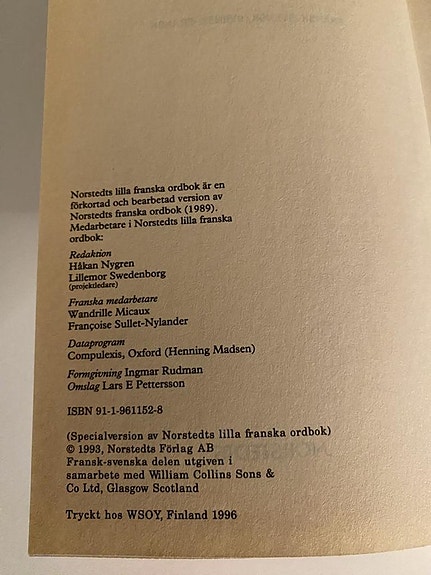 Norstedts lilla franska ordbok är en
förkortad och bearbetad version av
Norstedts franska ordbok (1989).
Medarbetare i Norstedts lilla franska
ordbok:
Redaktion
Håkan Nygren
Lillemor Swedenborg
(projektledare)
Franska medarbetare
Wandrille Micaux
Françoise Sullet-Nylander
Dataprogram
Compulexis, Oxford (Henning Madsen)
Formgivning Ingmar Rudman
Omslag Lars E Pettersson
ISBN 91-1-961152-8
(Specialversion av Norstedts lilla franska ordbok)
© 1993, Norstedts Förlag AB
Fransk-svenska delen utgiven i
samarbete med William Collins Sons &
Co Ltd, Glasgow Scotland
Tryckt hos WSOY, Finland 1996